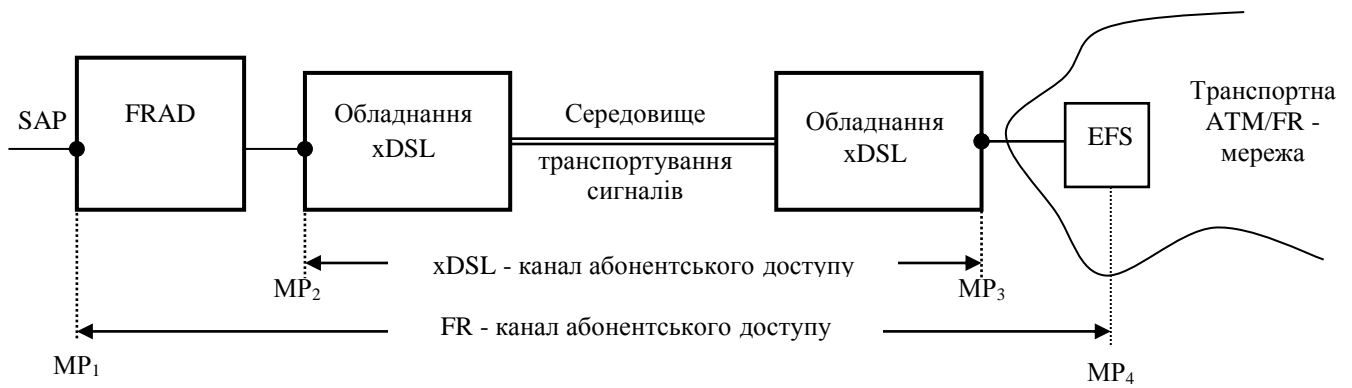 SAP
FRAD
Обладнання
xDSL
Середовище
транспортування
сигналів
Обладнання
xDSL
EFS
Транспортна
АТМ/FR -
мережа
xDSL - канал абонентського доступу
MP₂
MP₃
FR - канал абонентського доступу
MP₁
MP₄